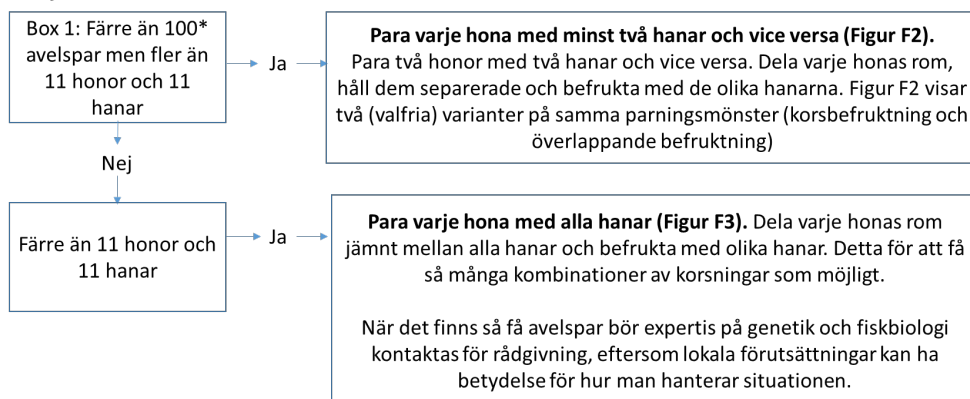 Box 1: Färre än 100*
avelspar men fler än
11 honor och 11
hanar
Ja
Para varje hona med minst två hanar och vice versa (Figur F2).
Para två honor med två hanar och vice versa. Dela varje honas rom,
håll dem separerade och befrukta med de olika hanarna. Figur F2 visar
två (valfria) varianter på samma parningsmönster (korsbefruktning och
överlappande befruktning)
Nej
Färre än 11 honor och
11 hanar
Ja
Para varje hona med alla hanar (Figur F3). Dela varje honas rom
jämnt mellan alla hanar och befrukta med olika hanar. Detta för att få
så många kombinationer av korsningar som möjligt.
När det finns så få avelspar bör expertis på genetik och fiskbiologi
kontaktas för rådgivning, eftersom lokala förutsättningar kan ha
betydelse för hur man hanterar situationen.